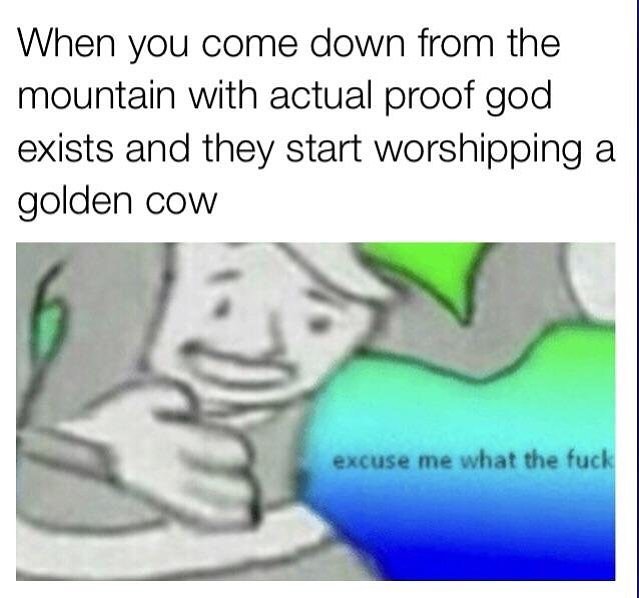 When you come down from the
mountain with actual proof god
exists and they start worshipping a
golden cow
excuse me what the fuck